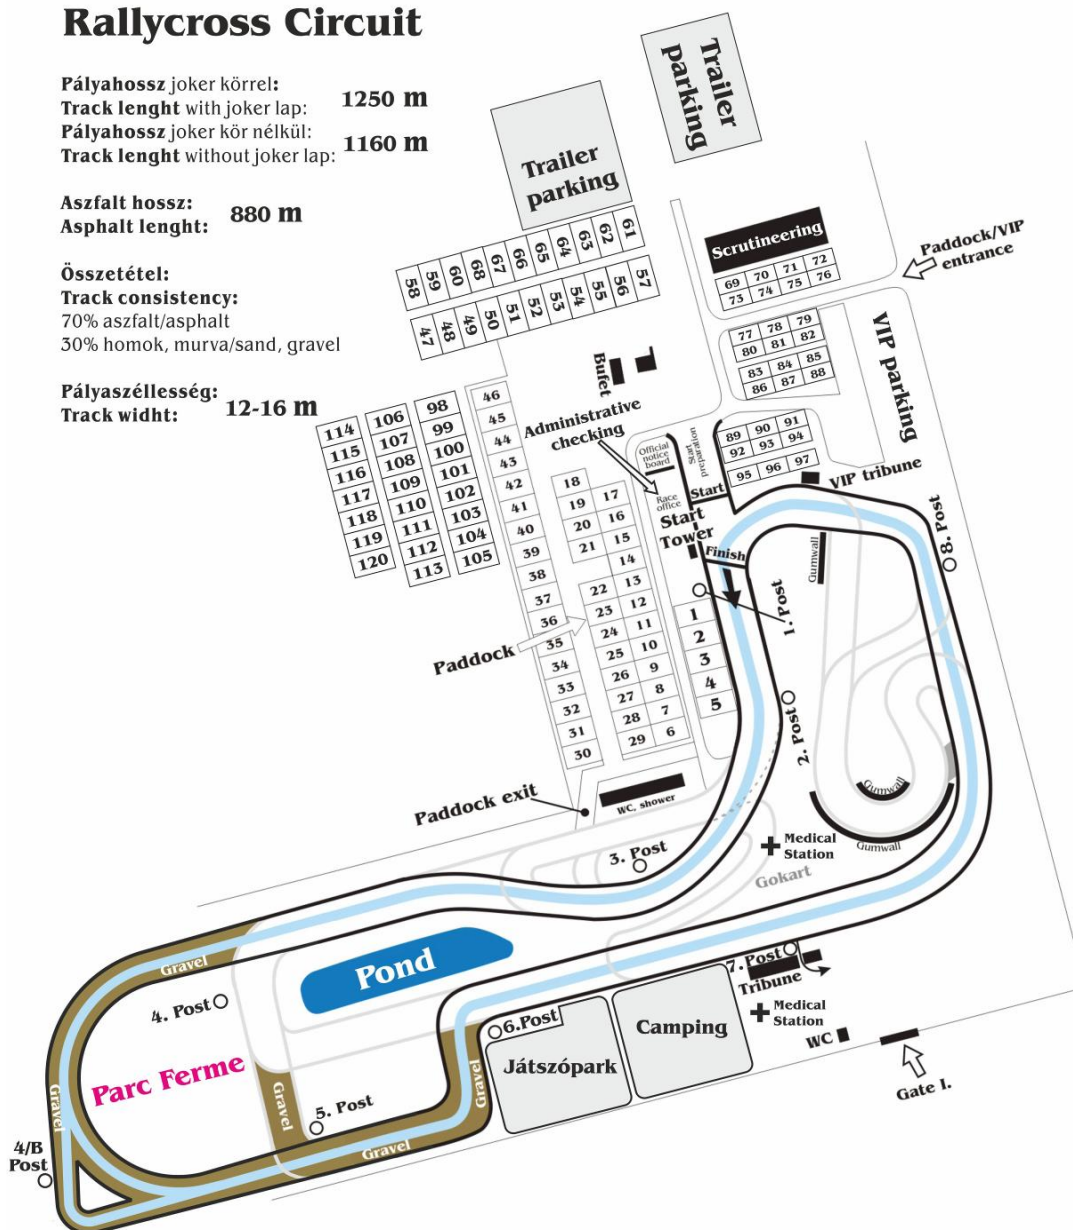 Rallycross Circuit
Pályahossz joker körrel:
Track lenght with joker lap:
1250 m
Pályahossz joker kör nélkül:
Track lenght without joker lap:
1160 m
Aszfalt hossz:
Asphalt lenght:
880 m
Összetétel:
Track consistency:
70% aszfalt/asphalt
30% homok, murva/sand, gravel
Pályaszéllesség:
Track widht:
12-16 m
Trailer
parking
Trailer
parking
58 59 60 68 67 66 65 64 63 62 61
47 48 49 50 51 52 53 54 55 56 57
Scrutineering
69 70 71 72
73 74 75 76
Paddock/VIP
entrance
77 78 79
80 81 82
83 84 85
86 87 88
VIP parking
Bufet
Administrative
checking
Official
notice
board
Start
preparation
89 90 91
92 93 94
95 96 97
VIP tribune
Race
office
Start
Start
Tower
Finish
114
115
116
117
118
119
120
106
107
108
109
110
111
112
113
98
99
100
101
102
103
104
105
46
45
44
43
42
41
40
39
38
37
36
35
34
33
32
31
30
18
19 17
20 16
21 15
14
22 13
23 12
24 11
25 10
26 9
27 8
28 7
29 6
1
2
3
4
5
Paddock
Paddock exit
WC, shower
1. Post
2. Post
8. Post
Gumwall
Gumwall
Gumwall
3. Post
Medical
Station
Gokart
Gravel
Pond
4. Post
Parc Ferme
Gravel
4/B
Post
Gravel
5. Post
Gravel
Gravel
6.Post
Játszópark
Camping
7. Post
Tribune
Medical
Station
WC
Gate I.